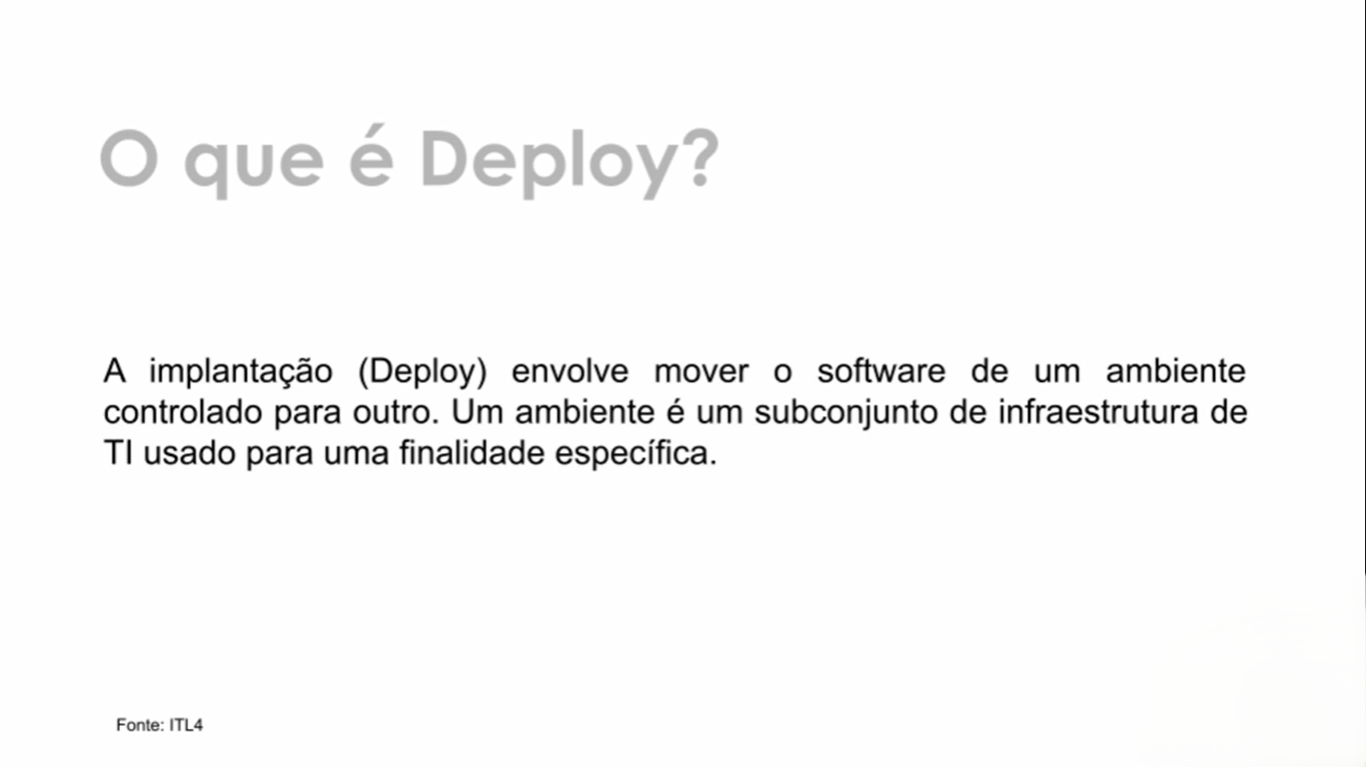 O que é Deploy?
A implantação (Deploy) envolve mover o software de um ambiente
controlado para outro. Um ambiente é um subconjunto de infraestrutura de
TI usado para uma finalidade específica.
Fonte: ITL4